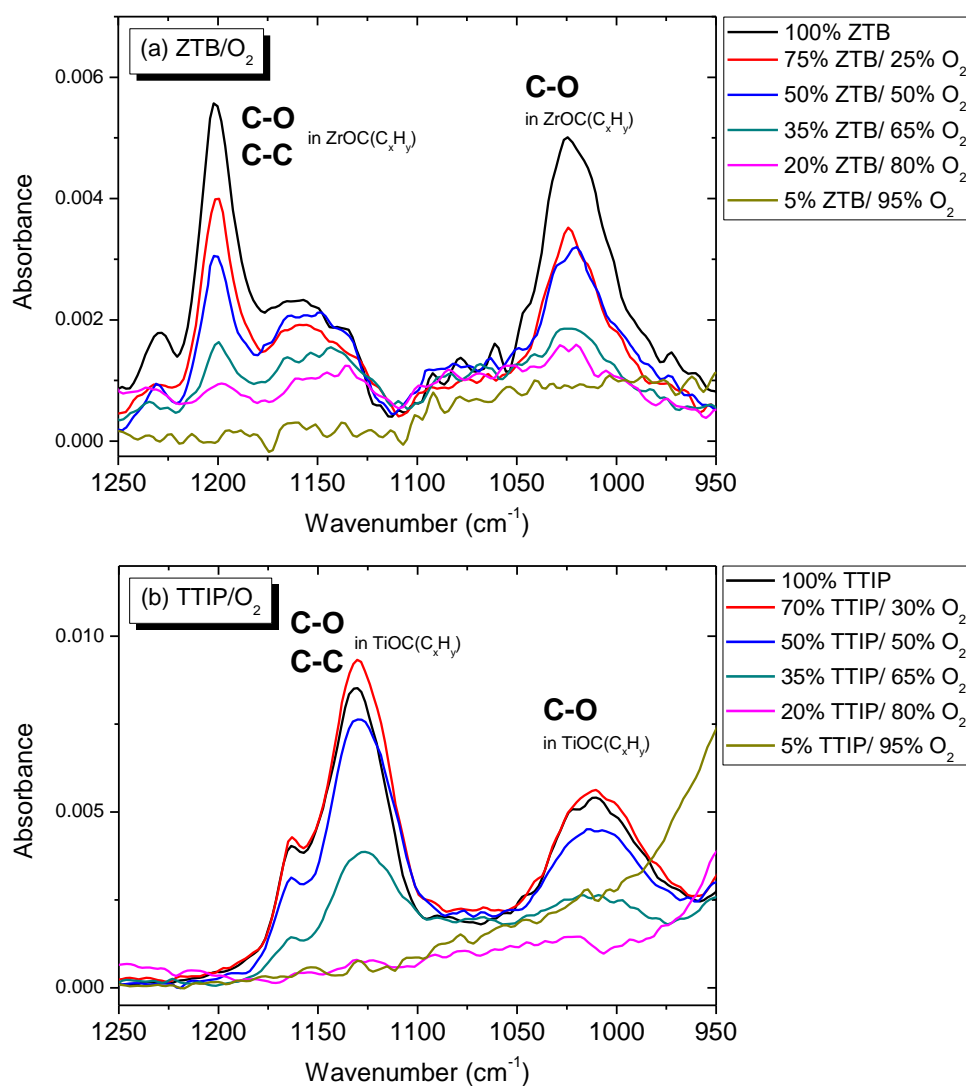 (a) ZTB/O₂
C-O
C-C
in ZrOC(CₓHᵧ)
C-O
in ZrOC(CₓHᵧ)
Absorbance
0.006
0.004
0.002
0.000
1250 1200 1150 1100 1050 1000 950
Wavenumber (cm⁻¹)
100% ZTB
75% ZTB/ 25% O₂
50% ZTB/ 50% O₂
35% ZTB/ 65% O₂
20% ZTB/ 80% O₂
5% ZTB/ 95% O₂
(b) TTIP/O₂
C-O
C-C
in TiOC(CₓHᵧ)
C-O
in TiOC(CₓHᵧ)
Absorbance
0.010
0.005
0.000
1250 1200 1150 1100 1050 1000 950
Wavenumber (cm⁻¹)
100% TTIP
70% TTIP/ 30% O₂
50% TTIP/ 50% O₂
35% TTIP/ 65% O₂
20% TTIP/ 80% O₂
5% TTIP/ 95% O₂